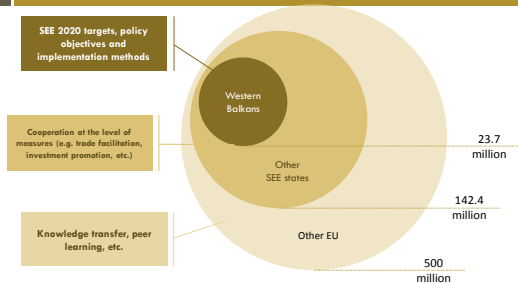 SEE 2020 targets, policy
objectives and
implementation methods
Western
Balkans
Cooperation at the level of
measures (e.g. trade facilitation,
investment promotion, etc.)
23.7
million
Other
SEE states
142.4
million
Knowledge transfer, peer
learning, etc.
Other EU
500
million